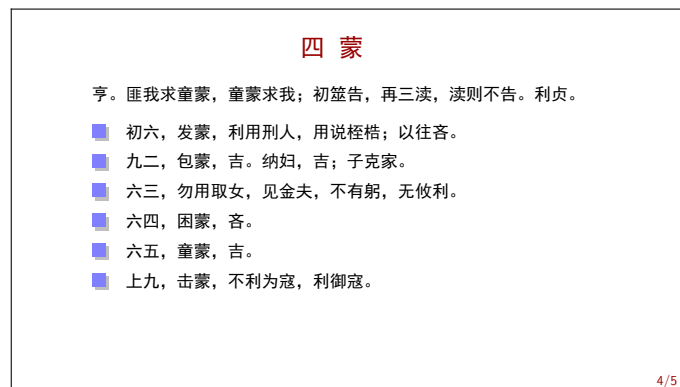 四 蒙
亨。匪我求童蒙，童蒙求我；初筮告，再三渎，渎则不告。利贞。
初六，发蒙，利用刑人，用说桎梏；以往吝。
九二，包蒙，吉。纳妇，吉；子克家。
六三，勿用取女，见金夫，不有躬，无攸利。
六四，困蒙，吝。
六五，童蒙，吉。
上九，击蒙，不利为寇，利御寇。
4/5